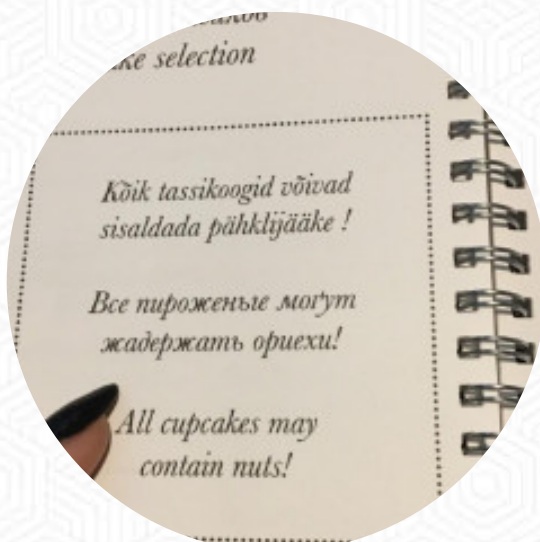 selection
Kõik tassikoogid võivad
sisaldada pähklijääke !
Все пироженые могут
жадержать ориехи!
All cupcakes may
contain nuts!